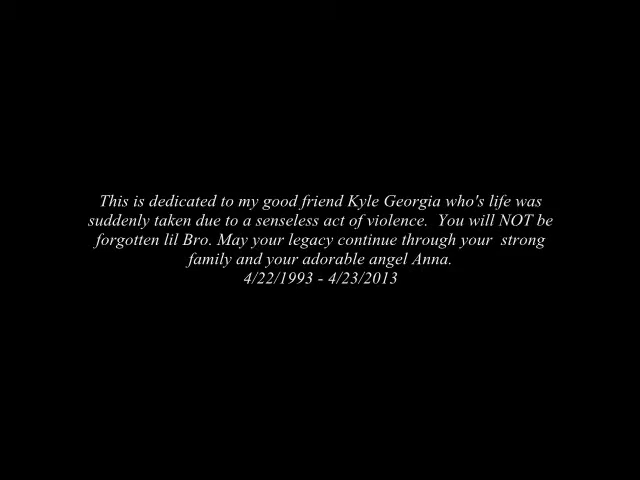 This is dedicated to my good friend Kyle Georgia who's life was
suddenly taken due to a senseless act of violence.  You will NOT be
forgotten lil Bro. May your legacy continue through your  strong
family and your adorable angel Anna.
4/22/1993 - 4/23/2013